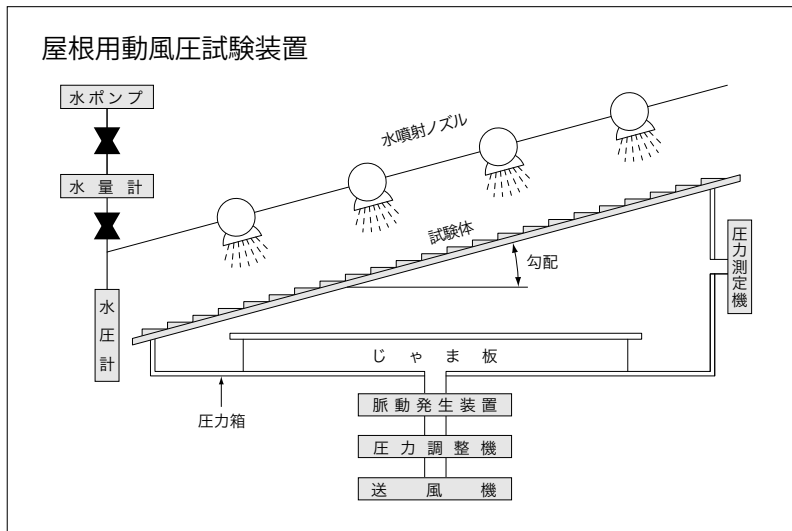 屋根用動風圧試験装置
水ポンプ
水噴射ノズル
水量計
試験体
勾配
圧力測定機
水圧計
じゃま板
圧力箱
脈動発生装置
圧力調整機
送風機